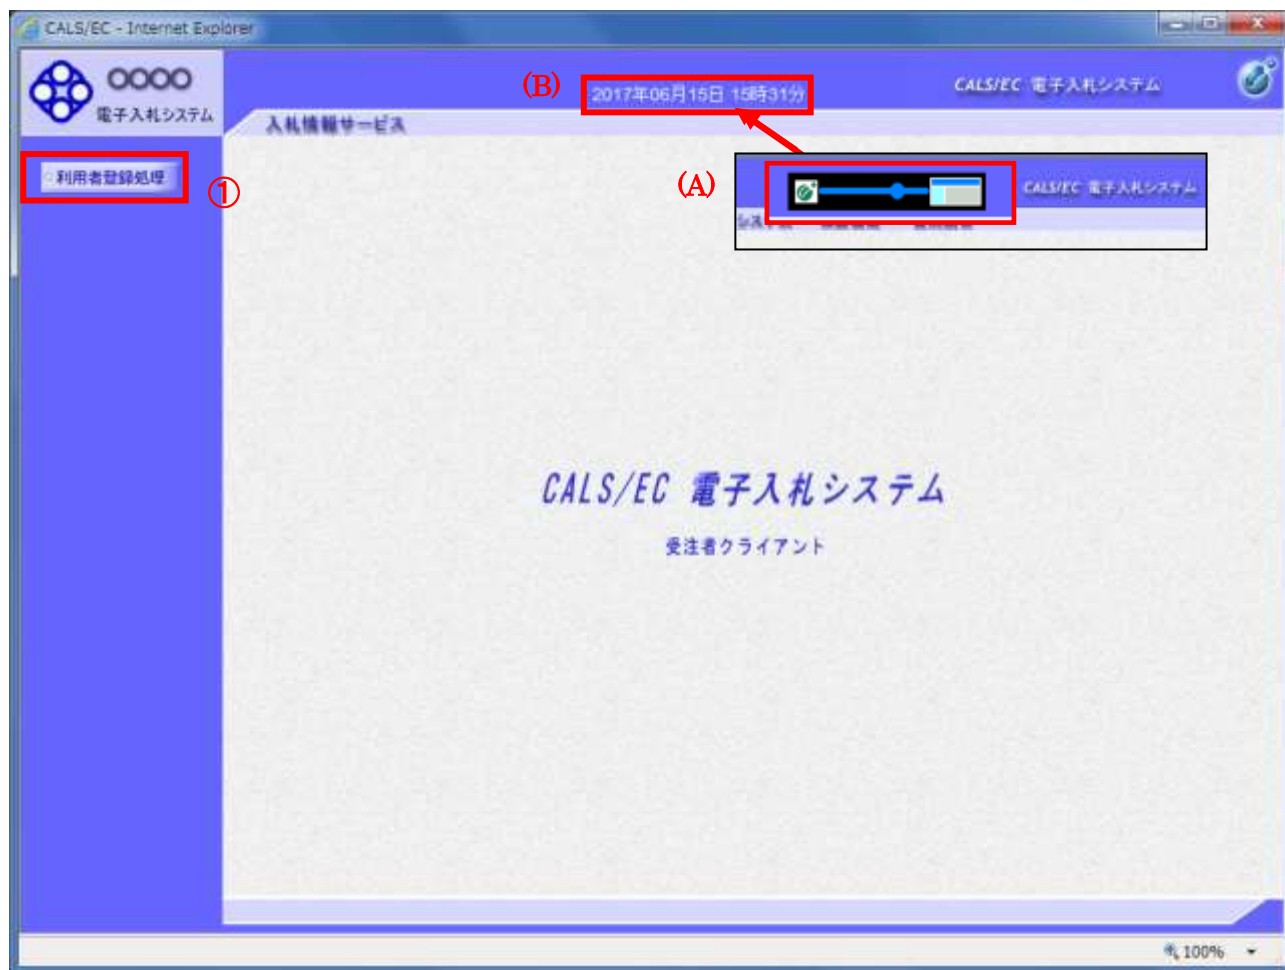 CALS/EC - Internet Explorer
○○○○
電子入札システム
(B)
2017年06月15日 15時31分
CALS/EC 電子入札システム
入札情報サービス
利用者登録処理
①
(A)
CALS/EC 電子入札システム
CALS/EC 電子入札システム
受注者クライアント
100%